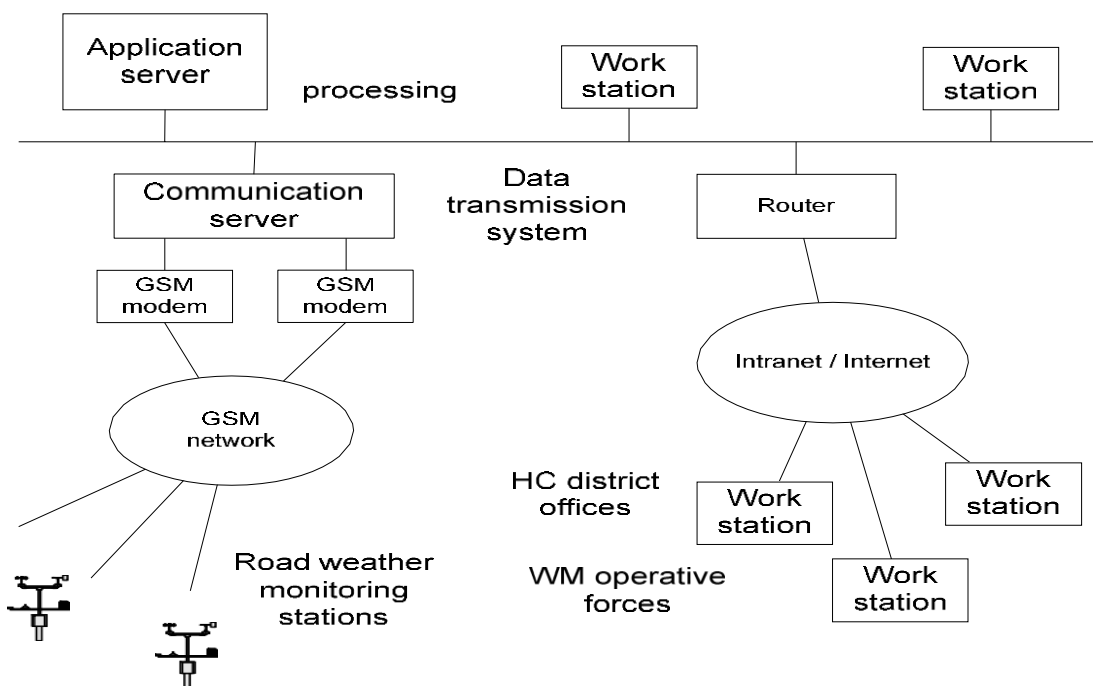 Application
server
processing
Work
station
Work
station
Communication
server
Data
transmission
system
Router
GSM
modem
GSM
modem
GSM
network
Intranet / Internet
Road weather
monitoring
stations
HC district
offices
Work
station
Work
station
WM operative
forces
Work
station